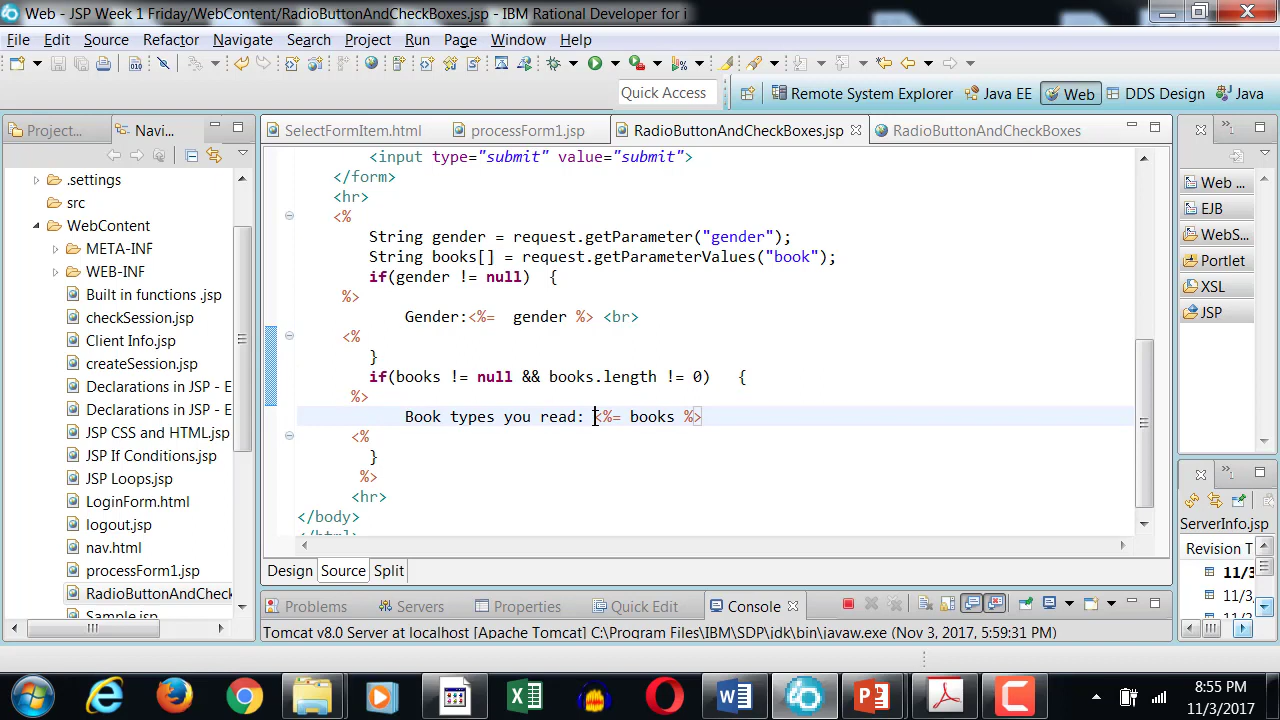 Web - JSP Week 1 Friday/WebContent/RadioButtonAndCheckBoxes.jsp - IBM Rational Developer for i
File Edit Source Refactor Navigate Search Project Run Page Window Help
Quick Access
Remote System Explorer Java EE Web DDS Design Java
Project... Navi...
SelectFormItem.html processForm1.jsp RadioButtonAndCheckBoxes.jsp RadioButtonAndCheckBoxes
.settings
src
WebContent
META-INF
WEB-INF
Built in functions .jsp
checkSession.jsp
Client Info.jsp
createSession.jsp
Declarations in JSP - E
Declarations in JSP - E
JSP CSS and HTML.jsp
JSP If Conditions.jsp
JSP Loops.jsp
LoginForm.html
logout.jsp
nav.html
processForm1.jsp
RadioButtonAndCheck
Sample.jsp
<input type="submit" value="submit">
</form>
<hr>
<%
String gender = request.getParameter("gender");
String books[] = request.getParameterValues("book");
if(gender != null) {
%>
Gender:<%= gender %> <br>
<%
}
if(books != null && books.length != 0) {
%>
Book types you read: <%= books %>
<%
}
%>
<hr>
</body>
</html>
Design Source Split
Web ...
EJB
WebS...
Portlet
XSL
JSP
ServerInfo.jsp
Revision T
11/3
11/3,
Problems Servers Properties Quick Edit Console
Tomcat v8.0 Server at localhost [Apache Tomcat] C:\Program Files\IBM\SDP\jdk\bin\javaw.exe (Nov 3, 2017, 5:59:31 PM)
8:55 PM
11/3/2017